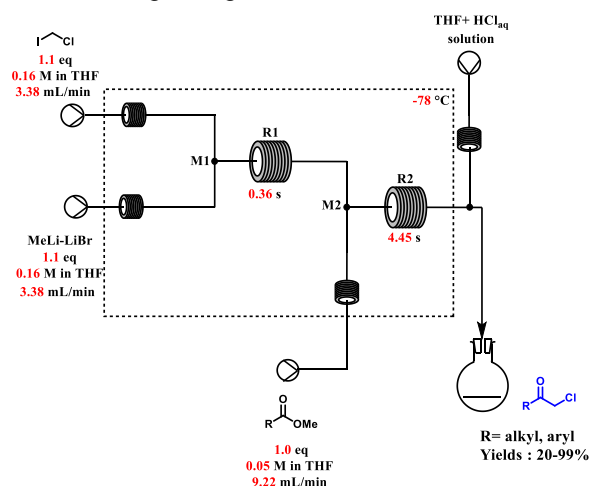 I
Cl
1.1 eq
0.16 M in THF
3.38 mL/min
THF+ HClaq
solution
-78 °C
R1
M1
0.36 s
R2
M2
4.45 s
MeLi-LiBr
1.1 eq
0.16 M in THF
3.38 mL/min
O
R
OMe
1.0 eq
0.05 M in THF
9.22 mL/min
O
R
Cl
R= alkyl, aryl
Yields : 20-99%